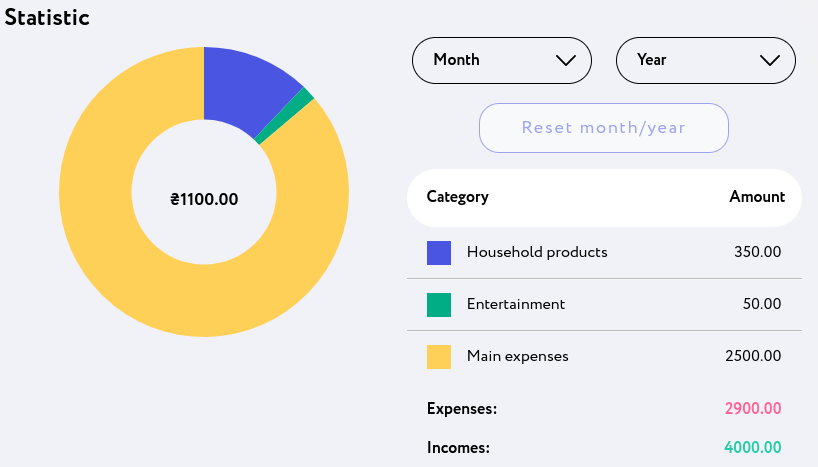 Statistic
Month
Year
Reset month/year
₴1100.00
Category Amount
Household products 350.00
Entertainment 50.00
Main expenses 2500.00
Expenses: 2900.00
Incomes: 4000.00